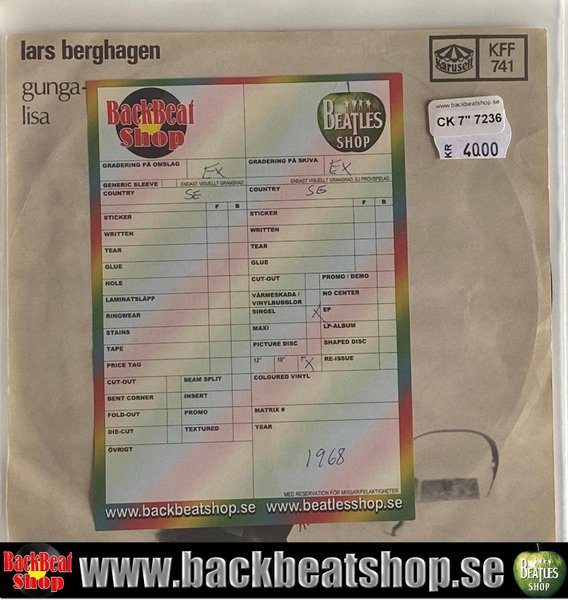 lars berghagen
gunga-
lisa
Karusell
KFF
741
www.backbeatshop.se
CK 7" 7236
KR 4000
BackBeat
Shop
BEATLES
SHOP
GRADERING PÅ OMSLAG EX
GRADERING PÅ SKIVA EX
GENERIC SLEEVE
ENDAST VISUELLT GRANSKAD
ENDAST VISUELLT GRANSKAD, EJ PROVSPELAD
COUNTRY SE
COUNTRY SE
F B
F B
STICKER
WRITTEN
TEAR
GLUE
HOLE
LAMINATSLÄPP
RINGWEAR
STAINS
TAPE
PRICE TAG
CUT-OUT
SEAM SPLIT
BENT CORNER
INSERT
FOLD-OUT
PROMO
DIE-CUT
TEXTURED
ÖVRIGT
STICKER
WRITTEN
TEAR
GLUE
CUT-OUT
PROMO / DEMO
VÄRMESKADA /
VINYLBUBBLOR
NO CENTER
SINGEL X
EP
MAXI
LP-ALBUM
PICTURE DISC
SHAPED DISC
12" 10" 7" X
RE-ISSUE
COLOURED VINYL
MATRIX #
YEAR
1968
MED RESERVATION FÖR MISSAR/FELAKTIGHETER
www.backbeatshop.se
www.beatlesshop.se
BackBeat
Shop
www.backbeatshop.se
BEATLES
SHOP